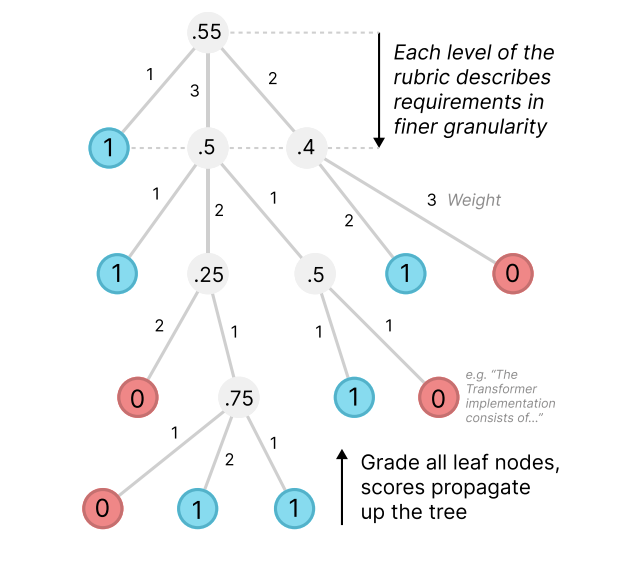 .55
Each level of the
rubric describes
requirements in
finer granularity
1
3
2
1
.5
.4
1
2
1
2
3 Weight
1
.25
.5
1
0
2
1
1
1
e.g. “The
Transformer
implementation
consists of...”
0
.75
1
0
1
2
1
Grade all leaf nodes,
scores propagate
up the tree
0
1
1